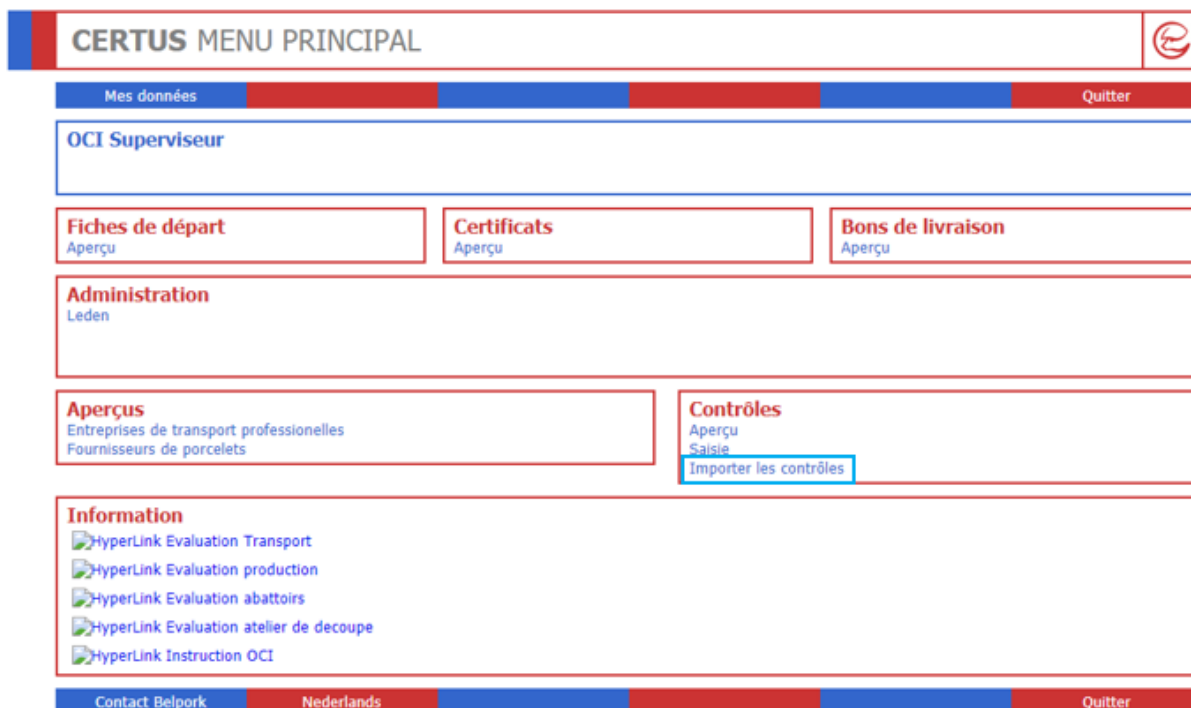 CERTUS MENU PRINCIPAL
Mes données Quitter
OCI Superviseur
Fiches de départ
Aperçu
Certificats
Aperçu
Bons de livraison
Aperçu
Administration
Leden
Aperçus
Entreprises de transport professionelles
Fournisseurs de porcelets
Contrôles
Aperçu
Saisie
Importer les contrôles
Information
HyperLink Evaluation Transport
HyperLink Evaluation production
HyperLink Evaluation abattoirs
HyperLink Evaluation atelier de decoupe
HyperLink Instruction OCI
Contact Belpork Nederlands Quitter